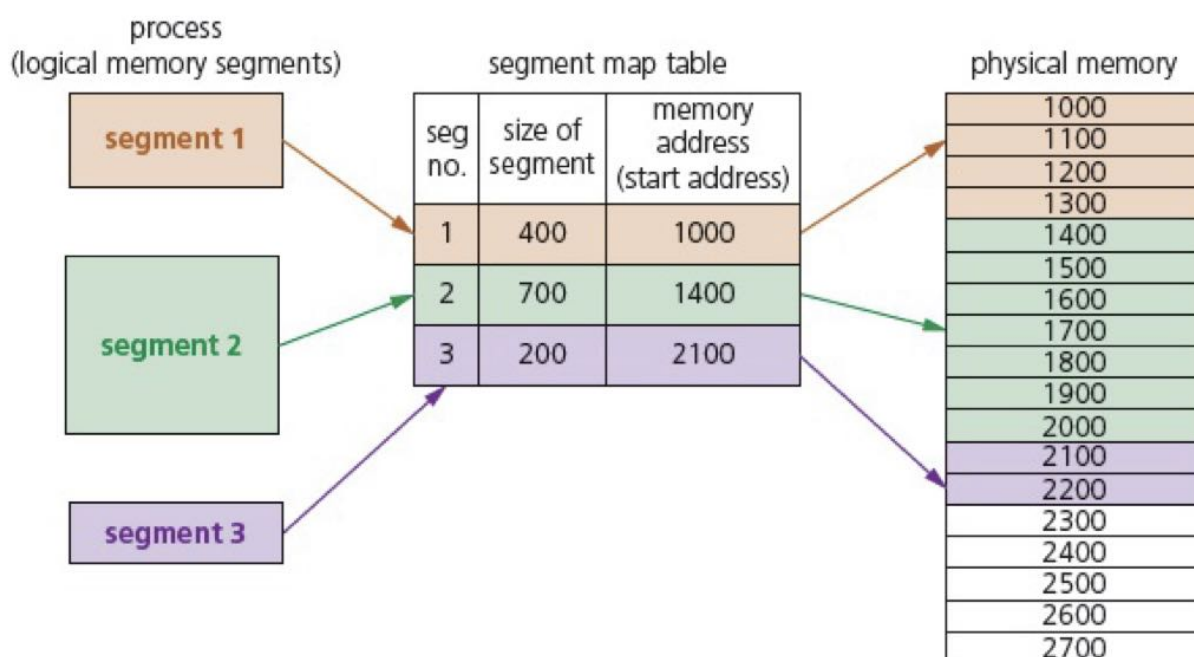 process
(logical memory segments)
segment 1
segment 2
segment 3
segment map table
seg no.
size of segment
memory address (start address)
1 400 1000
2 700 1400
3 200 2100
physical memory
1000
1100
1200
1300
1400
1500
1600
1700
1800
1900
2000
2100
2200
2300
2400
2500
2600
2700